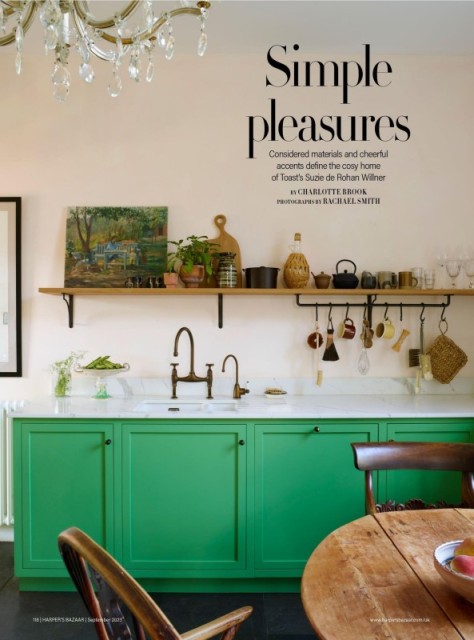 Simple
pleasures
Considered materials and cheerful
accents define the cosy home
of Toast's Suzie de Rohan Willner
BY CHARLOTTE BROOK
PHOTOGRAPHS BY RACHAEL SMITH
HARPER'S BAZAAR | September 2021